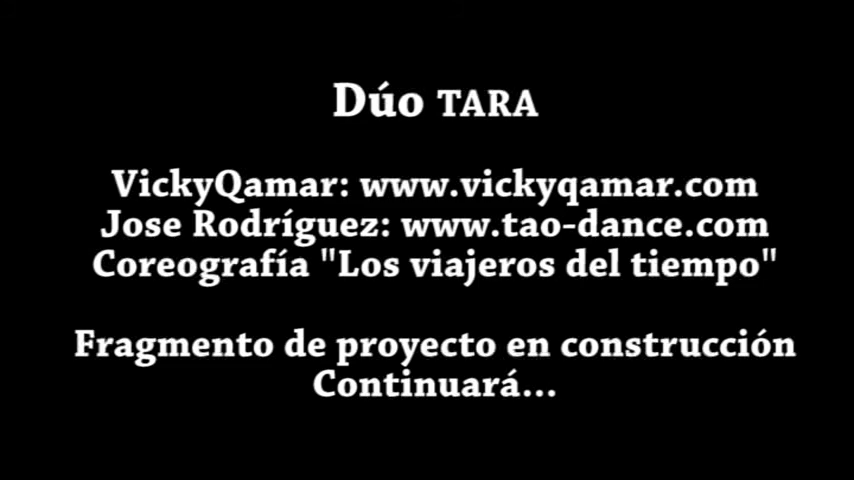 Dúo TARA
VickyQamar: www.vickyqamar.com
Jose Rodríguez: www.tao-dance.com
Coreografía "Los viajeros del tiempo"
Fragmento de proyecto en construcción
Continuará...